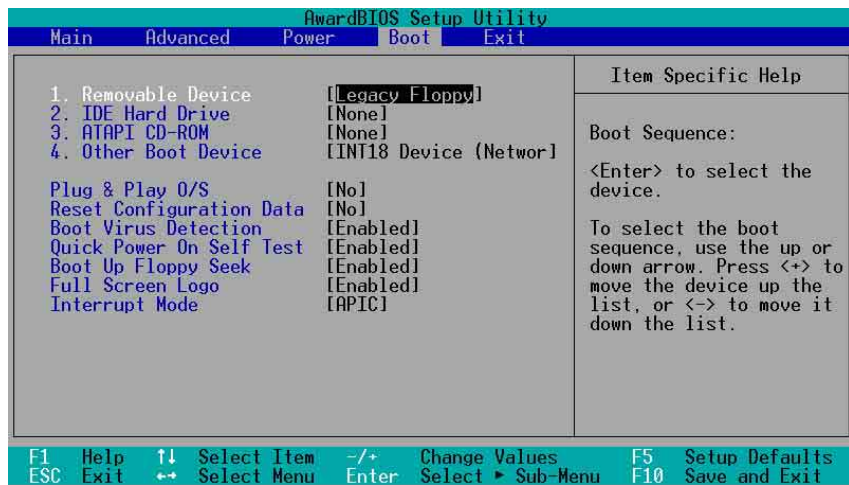 AwardBIOS Setup Utility
Main Advanced Power Boot Exit
1. Removable Device [Legacy Floppy]
2. IDE Hard Drive [None]
3. ATAPI CD-ROM [None]
4. Other Boot Device [INT18 Device (Networ]
Plug & Play O/S [No]
Reset Configuration Data [No]
Boot Virus Detection [Enabled]
Quick Power On Self Test [Enabled]
Boot Up Floppy Seek [Enabled]
Full Screen Logo [Enabled]
Interrupt Mode [APIC]
Item Specific Help
Boot Sequence:
<Enter> to select the
device.
To select the boot
sequence, use the up or
down arrow. Press <+> to
move the device up the
list, or <-> to move it
down the list.
F1 Help ↑↓ Select Item -/+ Change Values F5 Setup Defaults
ESC Exit ←→ Select Menu Enter Select ► Sub-Menu F10 Save and Exit